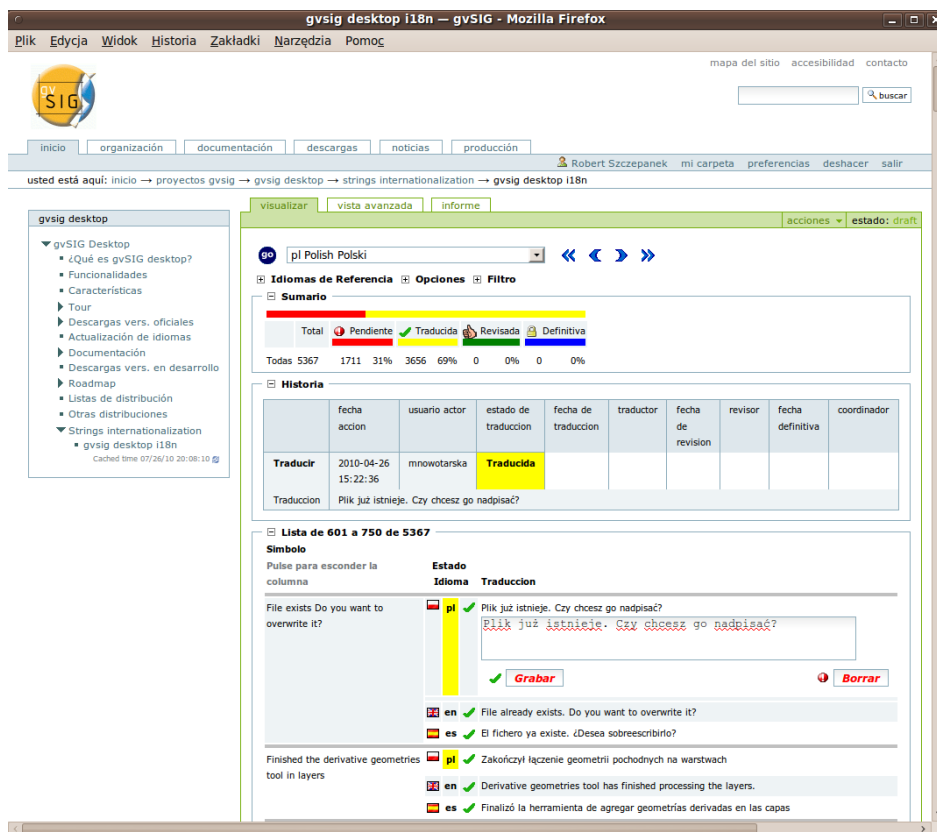 gvsig desktop i18n — gvSIG - Mozilla Firefox
Plik Edycja Widok Historia Zakładki Narzędzia Pomoc
mapa del sitio accesibilidad contacto
gv SIG
buscar
inicio organización documentación descargas noticias producción
Robert Szczepanek mi carpeta preferencias deshacer salir
usted está aquí: inicio → proyectos gvsig → gvsig desktop → strings internationalization → gvsig desktop i18n
gvsig desktop
gvSIG Desktop
¿Qué es gvSIG desktop?
Funcionalidades
Características
Tour
Descargas vers. oficiales
Actualización de idiomas
Documentación
Descargas vers. en desarrollo
Roadmap
Listas de distribución
Otras distribuciones
Strings internationalization
gvsig desktop i18n
Cached time 07/26/10 20:08:10
visualizar vista avanzada informe
acciones estado: draft
go pl Polish Polski
Idiomas de Referencia Opciones Filtro
Sumario
Total Pendiente Traducida Revisada Definitiva
Todas 5367 1711 31% 3656 69% 0 0% 0 0%
Historia
fecha accion usuario actor estado de traduccion fecha de traduccion traductor fecha de revision revisor fecha definitiva coordinador
Traducir 2010-04-26 15:22:36 mnowotarska Traducida
Traduccion Plik już istnieje. Czy chcesz go nadpisać?
Lista de 601 a 750 de 5367
Simbolo
Pulse para esconder la columna
Estado
Idioma Traduccion
File exists Do you want to overwrite it?
pl Plik już istnieje. Czy chcesz go nadpisać?
Plik już istnieje. Czy chcesz go nadpisać?
Grabar Borrar
en File already exists. Do you want to overwrite it?
es El fichero ya existe. ¿Desea sobreescribirlo?
Finished the derivative geometries tool in layers
pl Zakończył łączenie geometrii pochodnych na warstwach
en Derivative geometries tool has finished processing the layers.
es Finalizó la herramienta de agregar geometrías derivadas en las capas